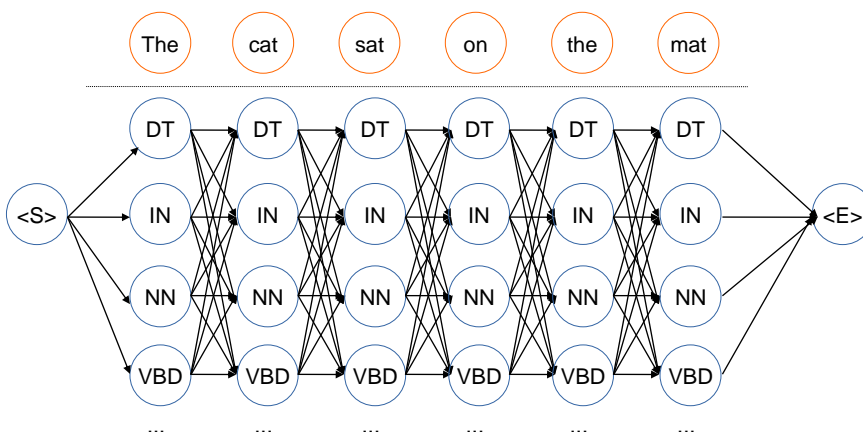 The cat sat on the mat
DT DT DT DT DT DT
<S> IN IN IN IN IN IN <E>
NN NN NN NN NN NN
VBD VBD VBD VBD VBD VBD
... ... ... ... ... ...